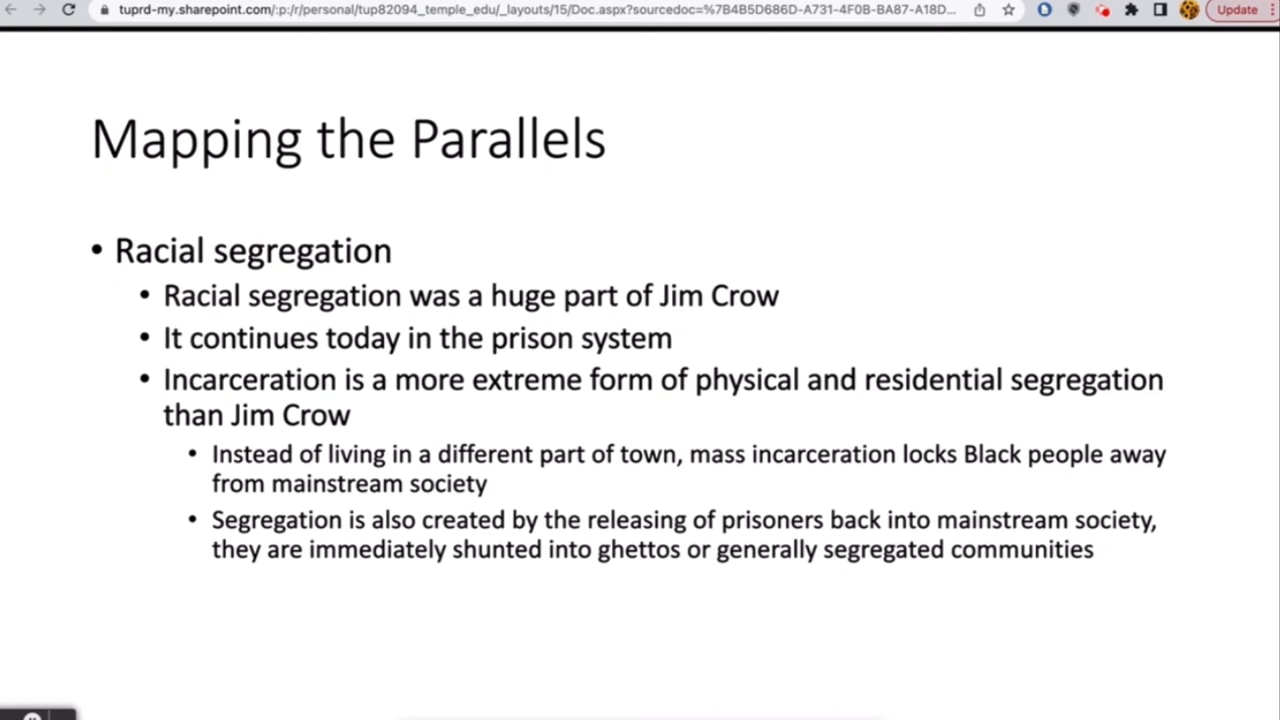 tuprd-my.sharepoint.com/:p:/r/personal/tup82094_temple_edu/_layouts/15/Doc.aspx?sourcedoc=%7B4B5D686D-A731-4F0B-BA87-A18D...
Update
Mapping the Parallels
• Racial segregation
• Racial segregation was a huge part of Jim Crow
• It continues today in the prison system
• Incarceration is a more extreme form of physical and residential segregation
than Jim Crow
• Instead of living in a different part of town, mass incarceration locks Black people away
from mainstream society
• Segregation is also created by the releasing of prisoners back into mainstream society,
they are immediately shunted into ghettos or generally segregated communities